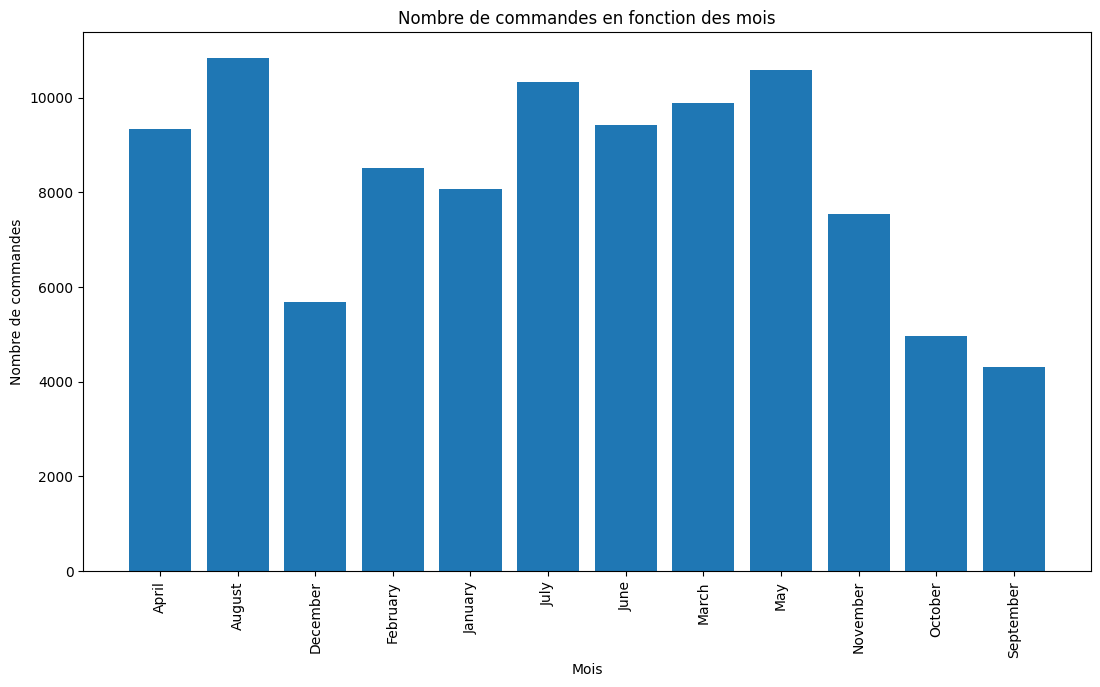 Nombre de commandes en fonction des mois
Nombre de commandes
10000
8000
6000
4000
2000
0
April
August
December
February
January
July
June
March
May
November
October
September
Mois